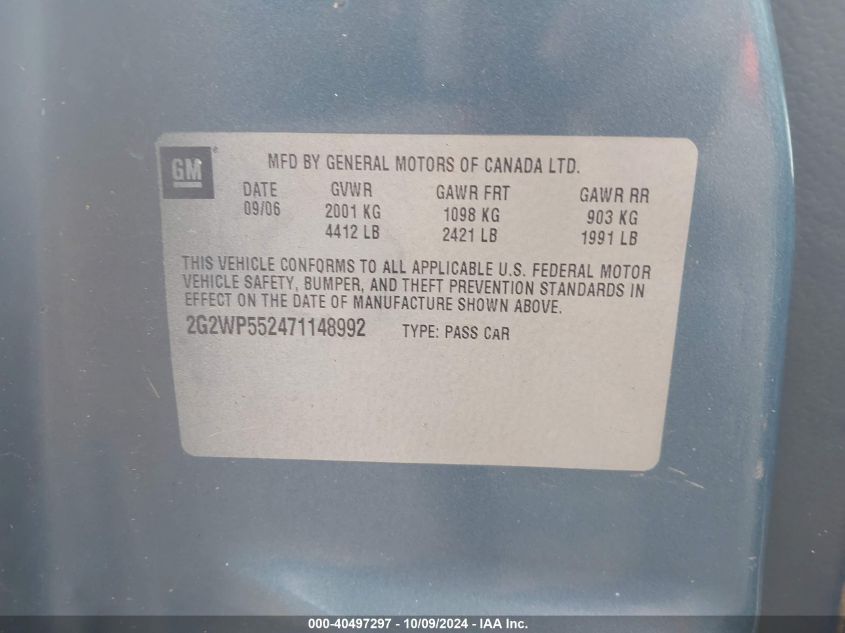 GM
MFD BY GENERAL MOTORS OF CANADA LTD.
DATE GVWR GAWR FRT GAWR RR
09/06 2001 KG 1098 KG 903 KG
4412 LB 2421 LB 1991 LB
THIS VEHICLE CONFORMS TO ALL APPLICABLE U.S. FEDERAL MOTOR
VEHICLE SAFETY, BUMPER, AND THEFT PREVENTION STANDARDS IN
EFFECT ON THE DATE OF MANUFACTURE SHOWN ABOVE.
2G2WP552471148992 TYPE: PASS CAR
000-40497297 - 10/09/2024 - IAA Inc.